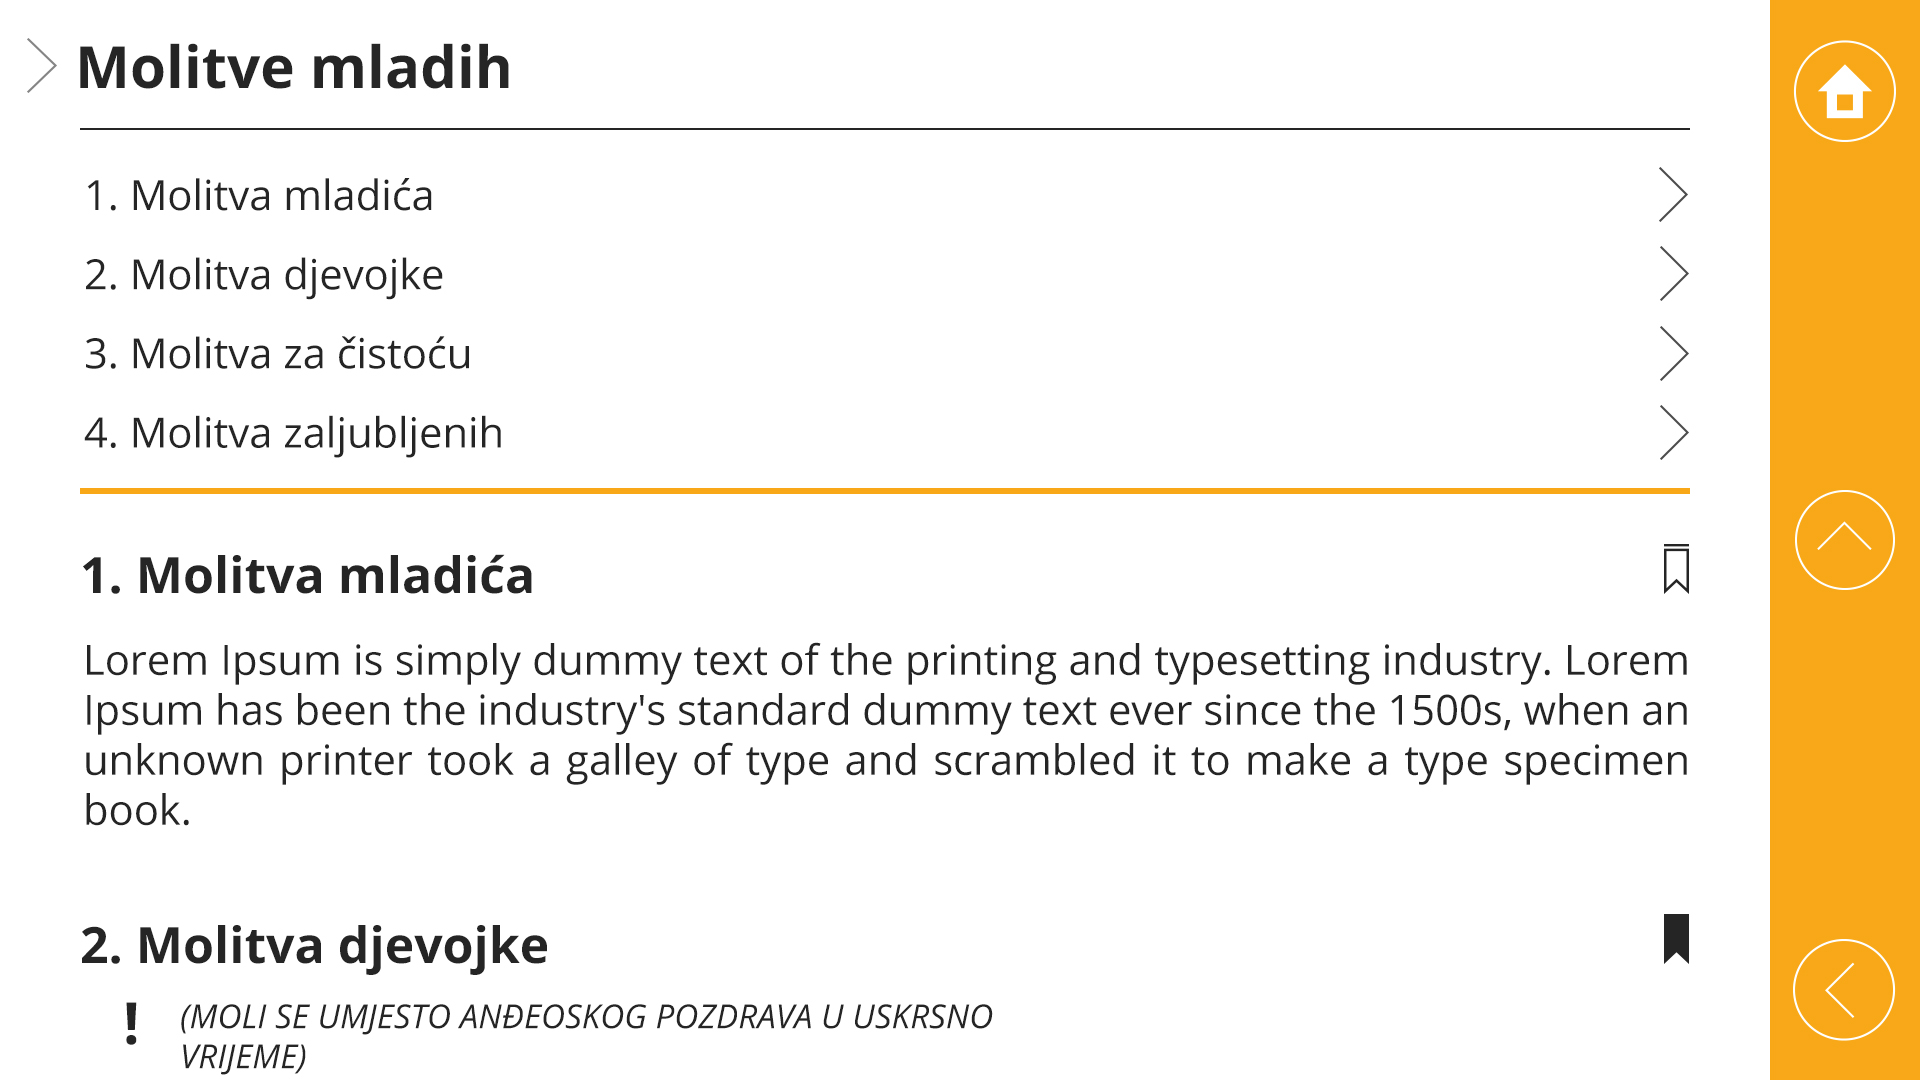 Molitve mladih
1. Molitva mladića
2. Molitva djevojke
3. Molitva za čistoću
4. Molitva zaljubljenih
1. Molitva mladića
Lorem Ipsum is simply dummy text of the printing and typesetting industry. Lorem
Ipsum has been the industry's standard dummy text ever since the 1500s, when an
unknown printer took a galley of type and scrambled it to make a type specimen
book.
2. Molitva djevojke
! (MOLI SE UMJESTO ANĐEOSKOG POZDRAVA U USKRSNO
VRIJEME)